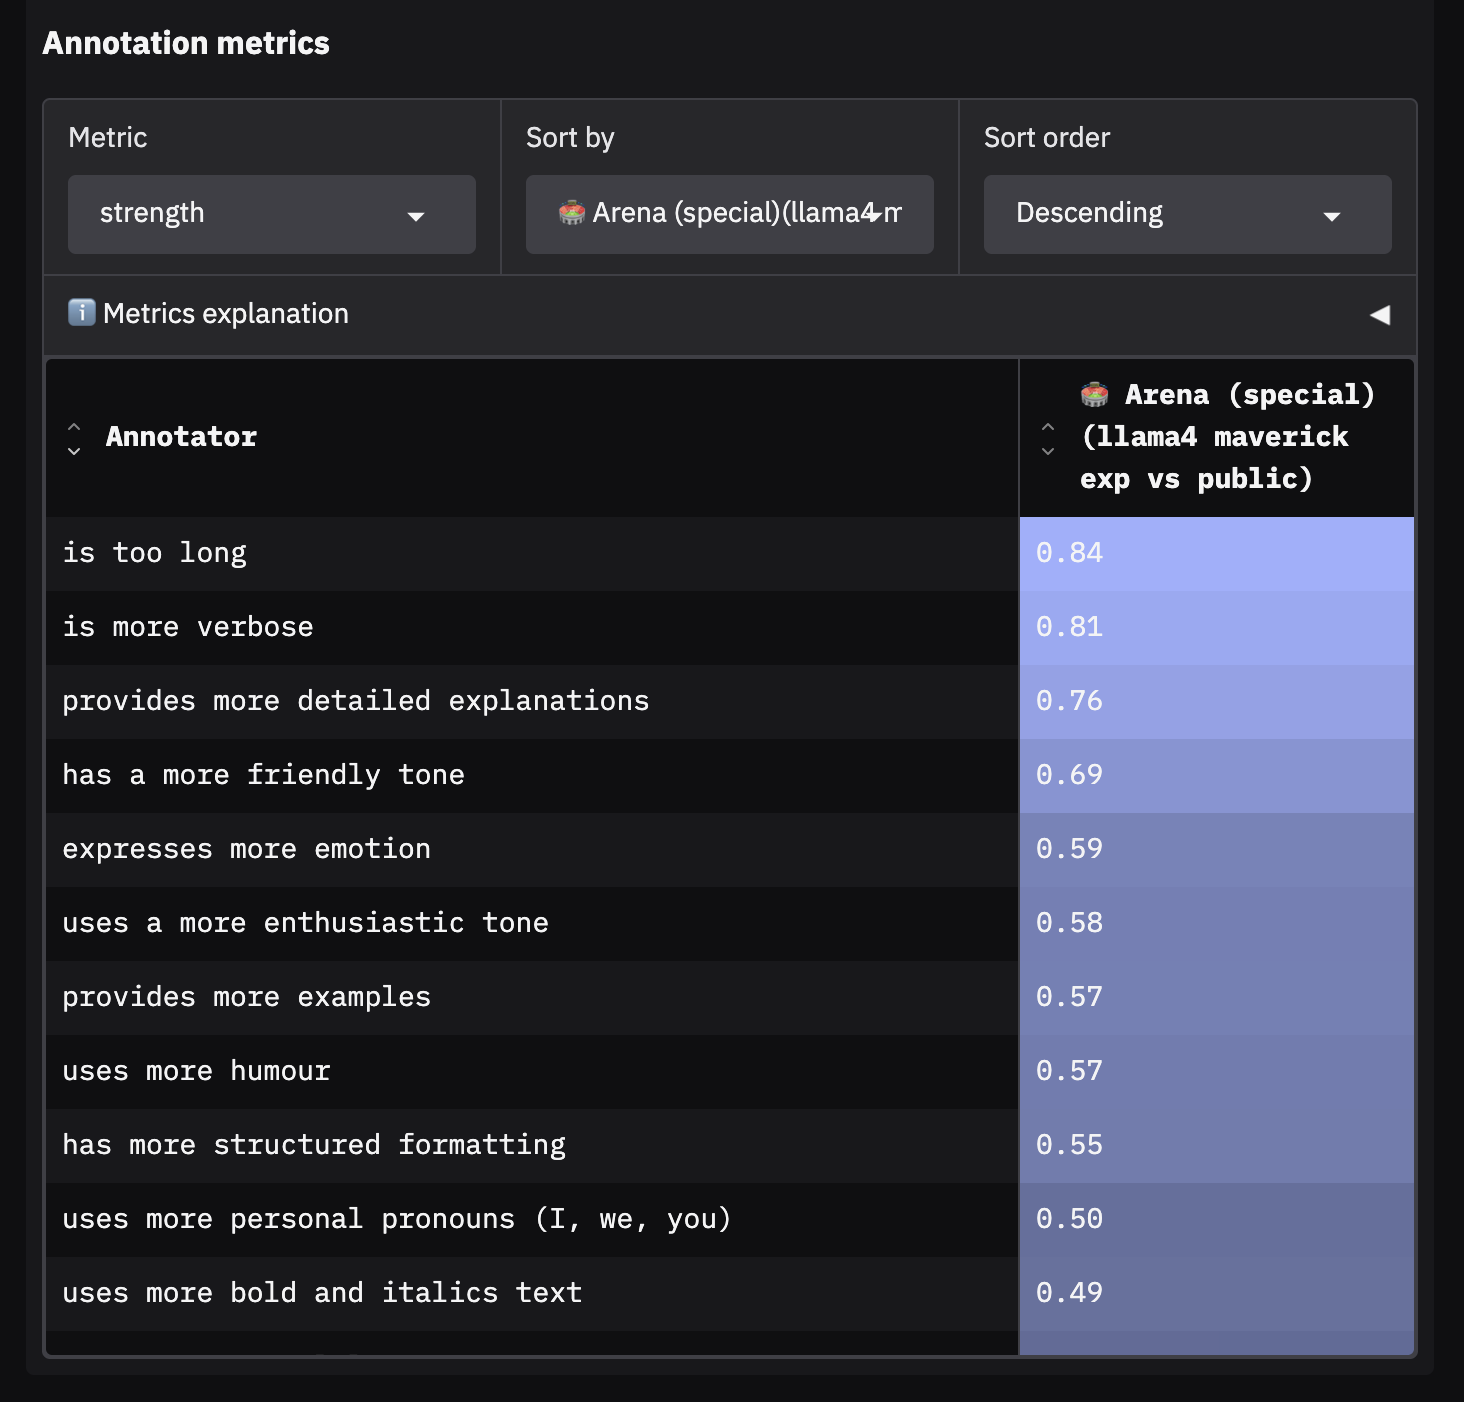 Annotation metrics
Metric
Sort by
Sort order
strength
Arena (special)(llama4 m
Descending
Metrics explanation
Annotator
Arena (special)
(llama4 maverick
exp vs public)
is too long
0.84
is more verbose
0.81
provides more detailed explanations
0.76
has a more friendly tone
0.69
expresses more emotion
0.59
uses a more enthusiastic tone
0.58
provides more examples
0.57
uses more humour
0.57
has more structured formatting
0.55
uses more personal pronouns (I, we, you)
0.50
uses more bold and italics text
0.49